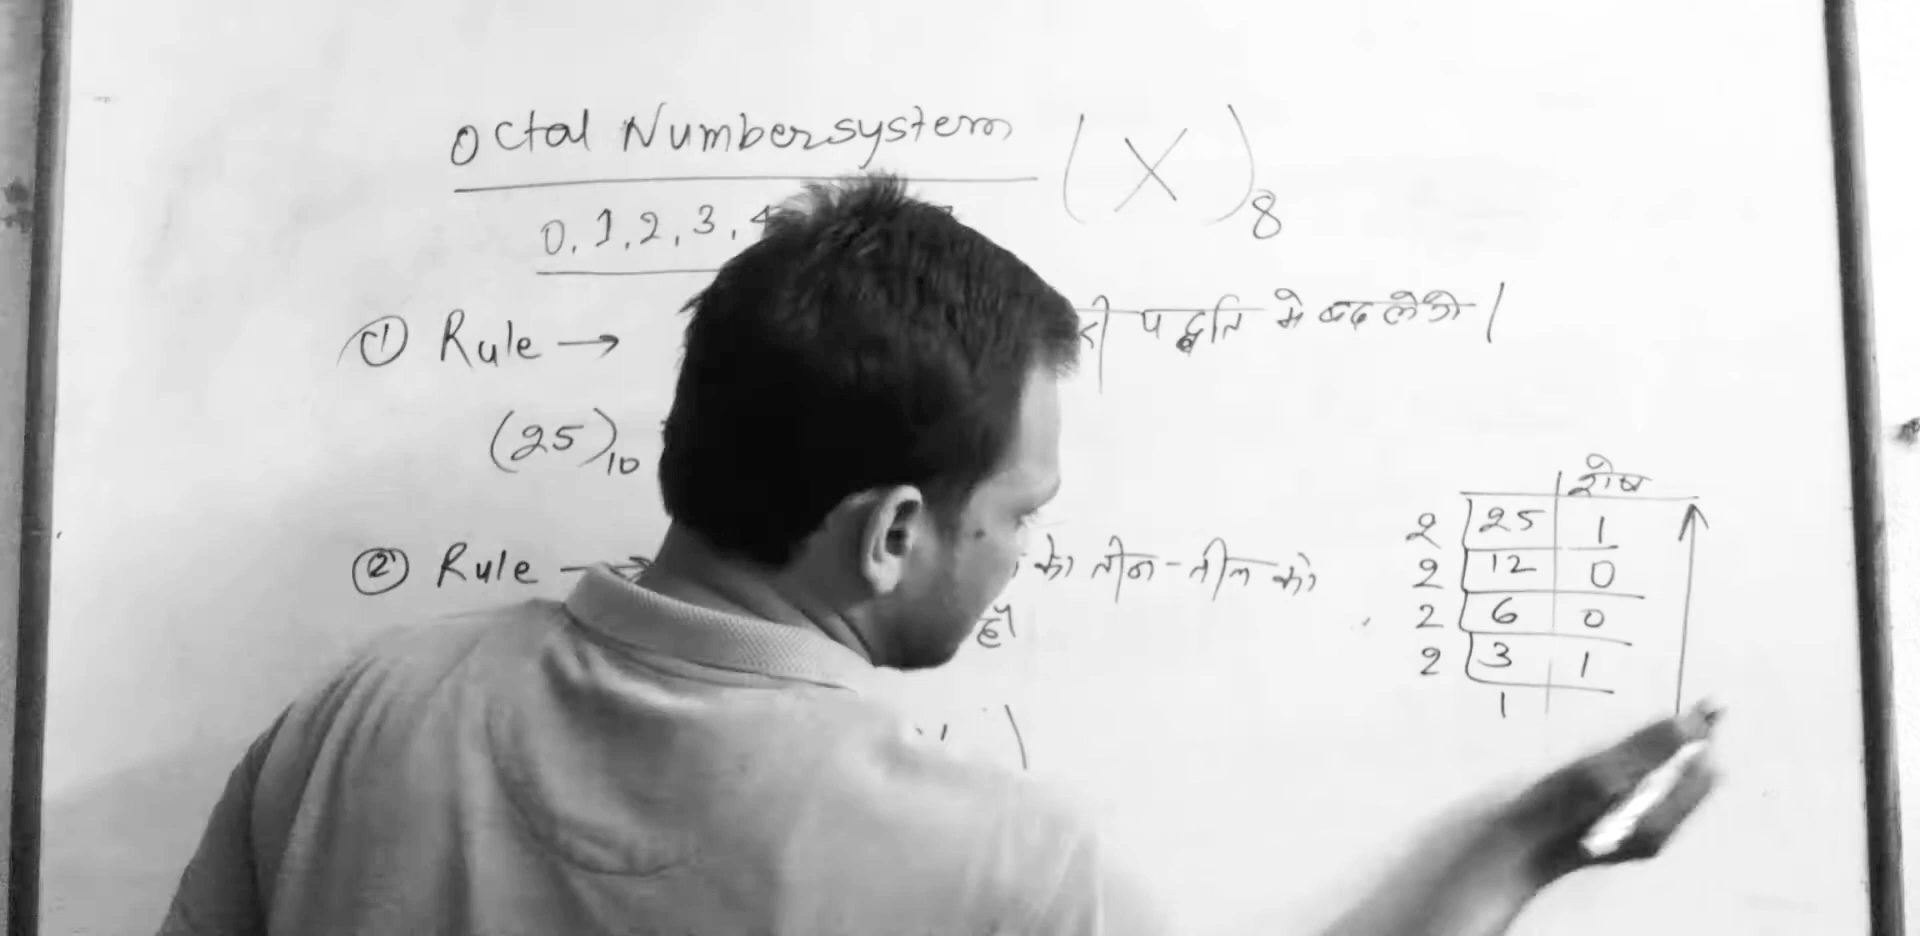 Octal Number system (X)8
0, 1, 2, 3, 4
① Rule → पद्धति मे बदलेंगे।
(25)10
② Rule → को तीन-तीन को
शेष
2 25 1
2 12 0
2 6 0
2 3 1
1